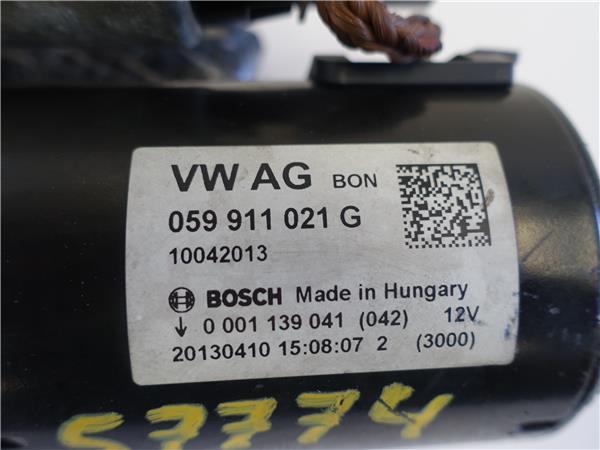 VW AG BON
059 911 021 G
10042013
BOSCH Made in Hungary
0 001 139 041 (042) 12V
20130410 15:08:07 2 (3000)
57774